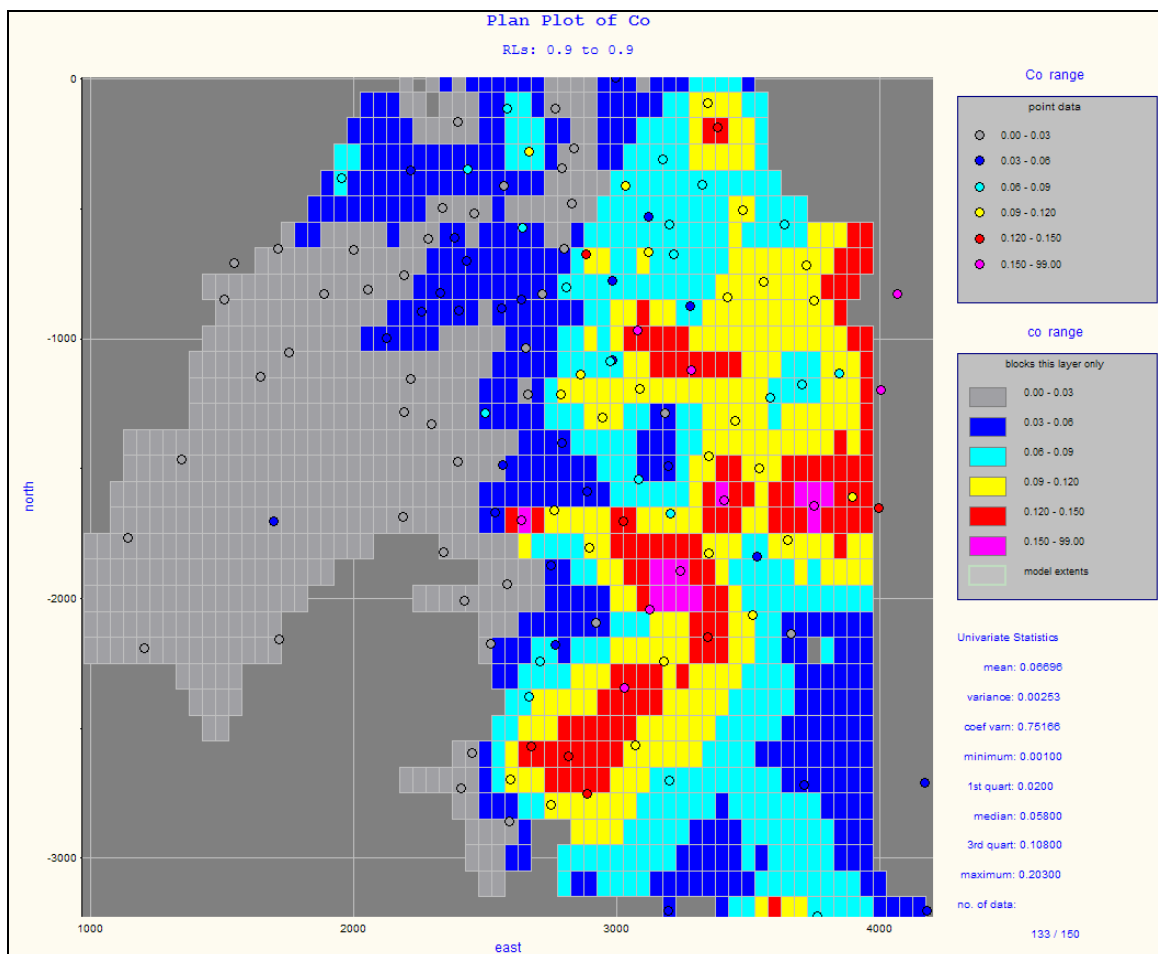 Plan Plot of Co
RLs: 0.9 to 0.9
0
-1000
-2000
-3000
north
1000
2000
3000
4000
east
Co range
point data
0.00 - 0.03
0.03 - 0.06
0.06 - 0.09
0.09 - 0.120
0.120 - 0.150
0.150 - 99.00
co range
blooks this layer only
0.00 - 0.03
0.03 - 0.06
0.06 - 0.09
0.09 - 0.120
0.120 - 0.150
0.150 - 99.00
model extents
Univariate Statistics
mean: 0.06696
variance: 0.00253
coef varn: 0.75166
minimum: 0.00100
1st quart: 0.0200
median: 0.05800
3rd quart: 0.10800
maximum: 0.20300
no. of data:
133 / 150